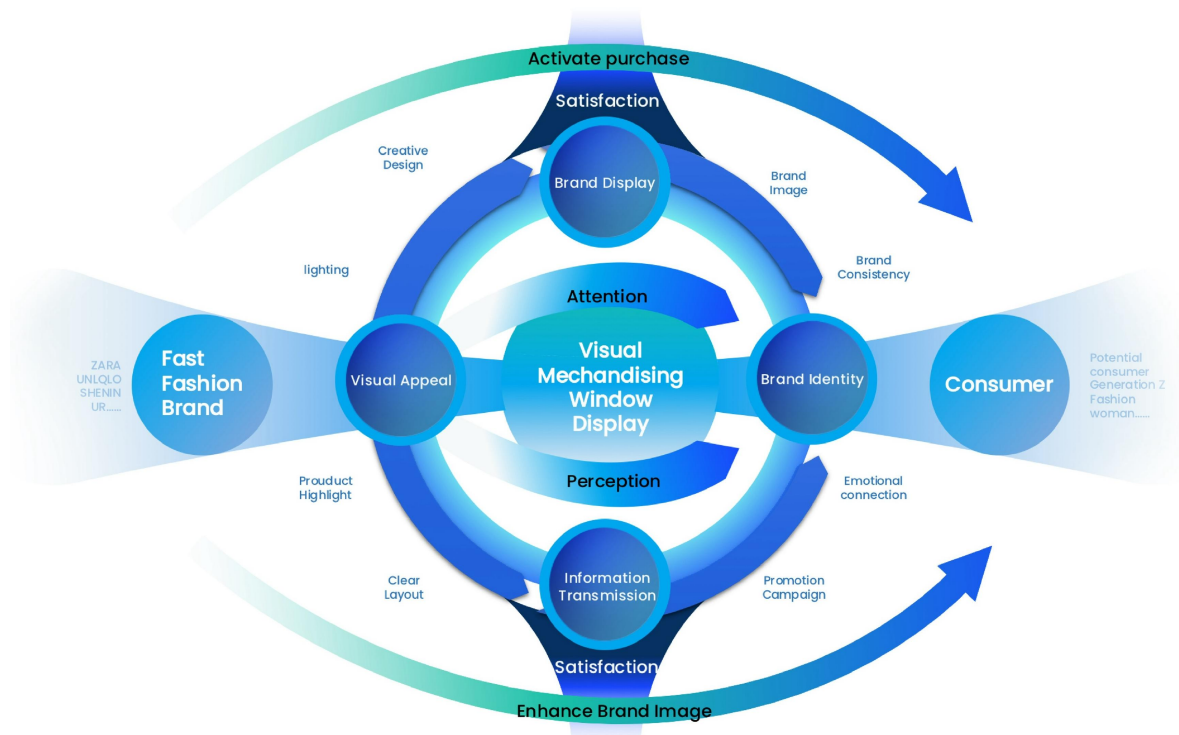 Activate purchase
Satisfaction
Creative
Design
Brand Display
Brand
Image
lighting
Brand
Consistency
Attention
ZARA
UNLQLO
SHENIN
UR......
Fast
Fashion
Brand
Visual Appeal
Visual
Mechandising
Window
Display
Brand Identity
Consumer
Potential
consumer
Generation Z
Fashion
woman......
Perception
Prouduct
Highlight
Emotional
connection
Clear
Layout
Information
Transmission
Promotion
Campaign
Satisfaction
Enhance Brand Image